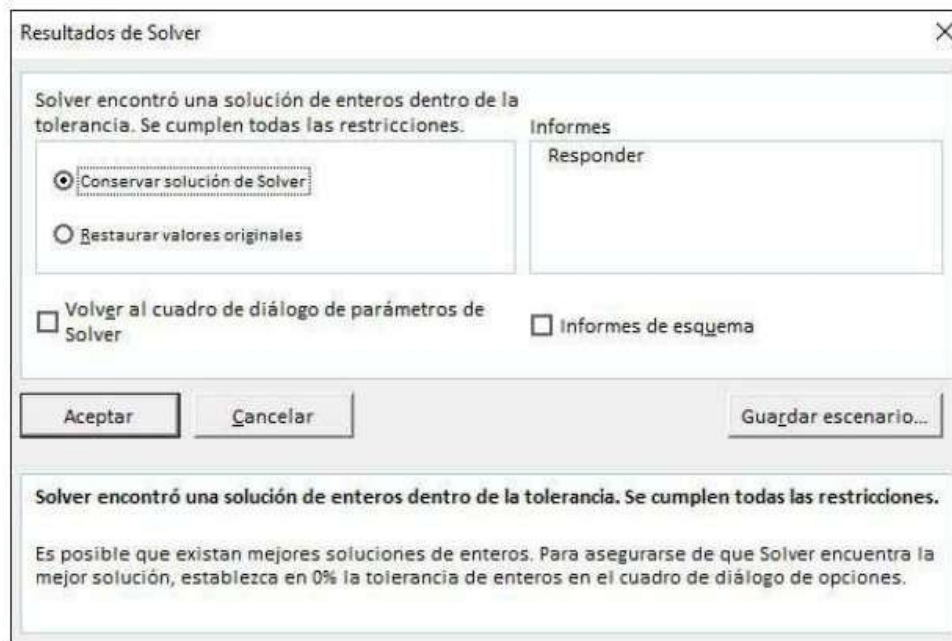 Resultados de Solver
Solver encontró una solución de enteros dentro de la
tolerancia. Se cumplen todas las restricciones.
Informes
Responder
Conservar solución de Solver
Restaurar valores originales
Volver al cuadro de diálogo de parámetros de
Solver
Informes de esquema
Aceptar
Cancelar
Guardar escenario...
Solver encontró una solución de enteros dentro de la tolerancia. Se cumplen todas las restricciones.
Es posible que existan mejores soluciones de enteros. Para asegurarse de que Solver encuentra la
mejor solución, establezca en 0% la tolerancia de enteros en el cuadro de diálogo de opciones.